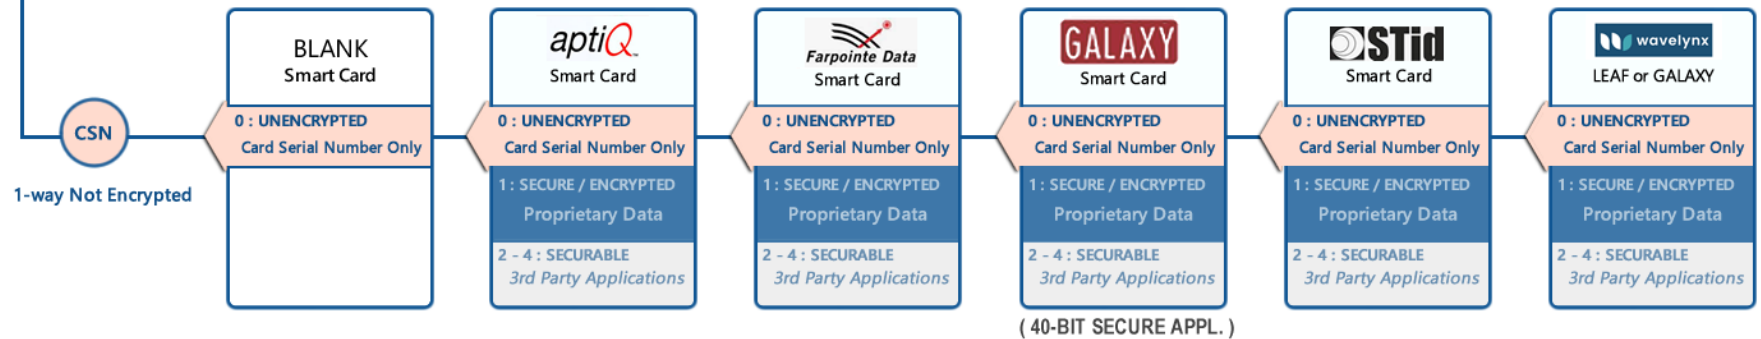 CSN
1-way Not Encrypted
BLANK
Smart Card
0 : UNENCRYPTED
Card Serial Number Only
aptiQ™
Smart Card
0 : UNENCRYPTED
Card Serial Number Only
1 : SECURE / ENCRYPTED
Proprietary Data
2 - 4 : SECURABLE
3rd Party Applications
Farpointe Data
Smart Card
0 : UNENCRYPTED
Card Serial Number Only
1 : SECURE / ENCRYPTED
Proprietary Data
2 - 4 : SECURABLE
3rd Party Applications
GALAXY
Smart Card
0 : UNENCRYPTED
Card Serial Number Only
1 : SECURE / ENCRYPTED
Proprietary Data
2 - 4 : SECURABLE
3rd Party Applications
( 40-BIT SECURE APPL. )
STid
Smart Card
0 : UNENCRYPTED
Card Serial Number Only
1 : SECURE / ENCRYPTED
Proprietary Data
2 - 4 : SECURABLE
3rd Party Applications
wavelynx
LEAF or GALAXY
0 : UNENCRYPTED
Card Serial Number Only
1 : SECURE / ENCRYPTED
Proprietary Data
2 - 4 : SECURABLE
3rd Party Applications